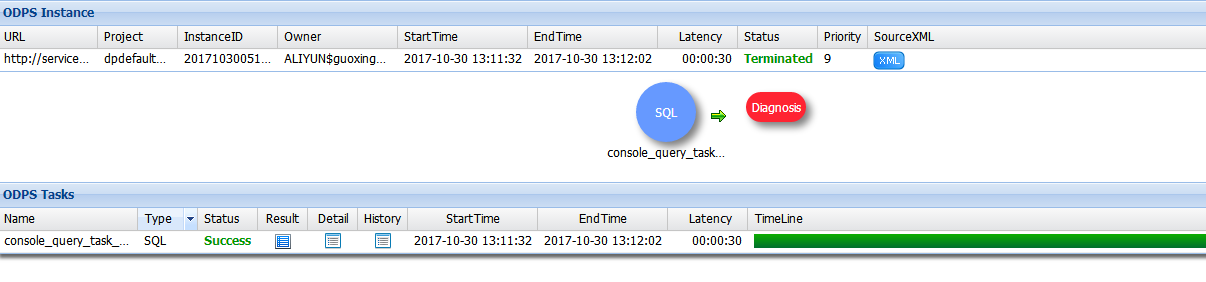 ODPS Instance
URL Project InstanceID Owner StartTime EndTime Latency Status Priority SourceXML
http://service... dpdefault... 20171030051... ALIYUN$guoxing... 2017-10-30 13:11:32 2017-10-30 13:12:02 00:00:30 Terminated 9 XML
SQL Diagnosis
console_query_task...
ODPS Tasks
Name Type Status Result Detail History StartTime EndTime Latency TimeLine
console_query_task_... SQL Success 2017-10-30 13:11:32 2017-10-30 13:12:02 00:00:30